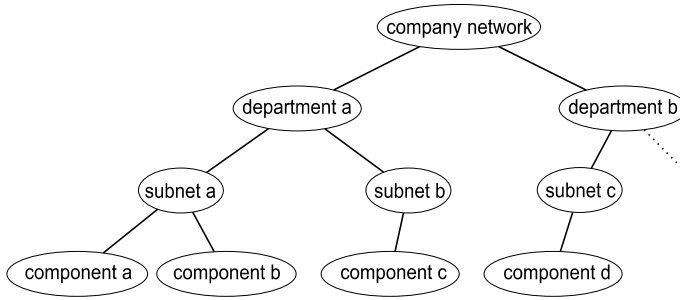 company network
department a
department b
subnet a
subnet b
subnet c
component a
component b
component c
component d